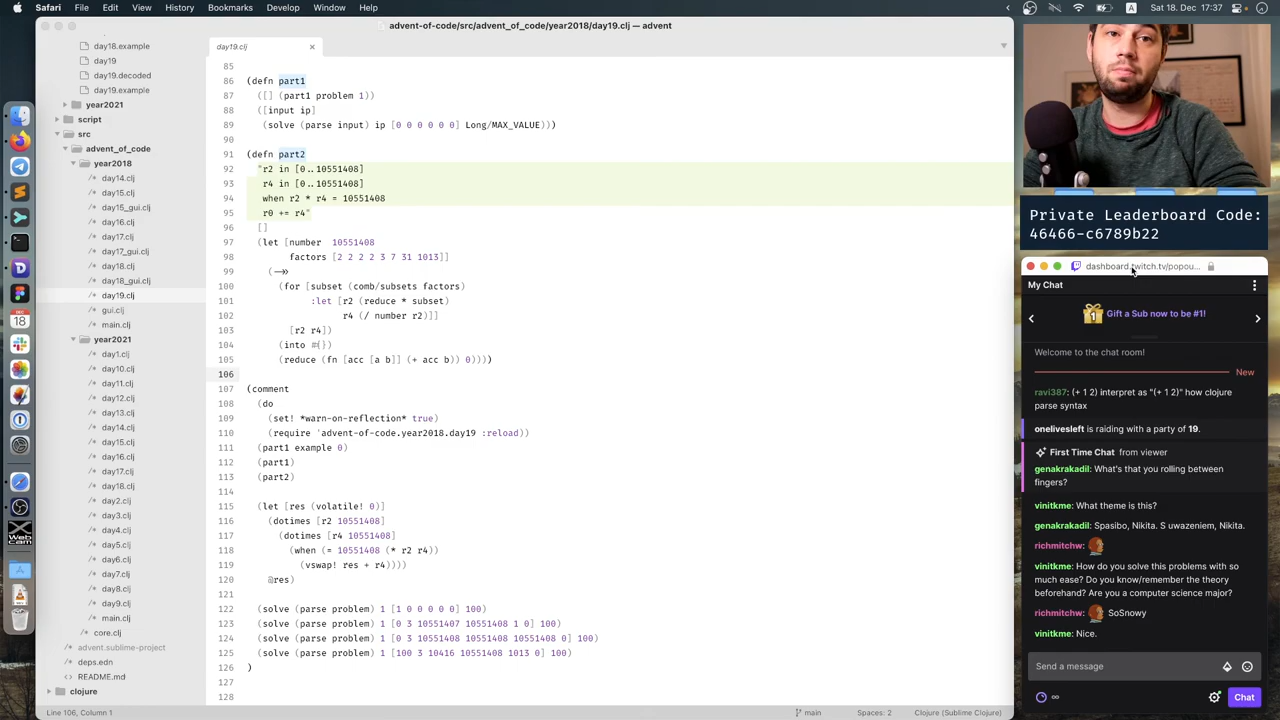 Safari File Edit View History Bookmarks Develop Window Help
Sat 18. Dec 17:37
advent-of-code/src/advent_of_code/year2018/day19.clj — advent
day18.example
day19
day19.decoded
day19.example
year2021
script
src
advent_of_code
year2018
day14.clj
day15.clj
day15_gui.clj
day16.clj
day17.clj
day17_gui.clj
day18.clj
day18_gui.clj
day19.clj
gui.clj
main.clj
year2021
day1.clj
day10.clj
day11.clj
day12.clj
day13.clj
day14.clj
day15.clj
day16.clj
day17.clj
day18.clj
day2.clj
day3.clj
day4.clj
day5.clj
day6.clj
day7.clj
day8.clj
day9.clj
main.clj
core.clj
advent.sublime-project
deps.edn
README.md
clojure
day19.clj
85
86 (defn part1
87 ([] (part1 problem 1))
88 ([input ip]
89 (solve (parse input) ip [0 0 0 0 0 0] Long/MAX_VALUE)))
90
91 (defn part2
92 "r2 in [0..10551408]
93 r4 in [0..10551408]
94 when r2 * r4 = 10551408
95 r0 += r4"
96 []
97 (let [number 10551408
98 factors [2 2 2 2 3 7 31 1013]]
99 (->>
100 (for [subset (comb/subsets factors)
101 :let [r2 (reduce * subset)
102 r4 (/ number r2)]]
103 [r2 r4])
104 (into #{})
105 (reduce (fn [acc [a b]] (+ acc b)) 0))))
106
107 (comment
108 (do
109 (set! *warn-on-reflection* true)
110 (require 'advent-of-code.year2018.day19 :reload))
111 (part1 example 0)
112 (part1)
113 (part2)
114
115 (let [res (volatile! 0)]
116 (dotimes [r2 10551408]
117 (dotimes [r4 10551408]
118 (when (= 10551408 (* r2 r4))
119 (vswap! res + r4))))
120 @res)
121
122 (solve (parse problem) 1 [1 0 0 0 0 0] 100)
123 (solve (parse problem) 1 [0 3 10551407 10551408 1 0] 100)
124 (solve (parse problem) 1 [0 3 10551408 10551408 10551408 0] 100)
125 (solve (parse problem) 1 [100 3 10416 10551408 1013 0] 100)
126 )
127
128
Line 106, Column 1
main
Spaces: 2
Clojure (Sublime Clojure)
DEC
18
WEB
CAM
Private Leaderboard Code:
46466-c6789b22
dashboard.twitch.tv/popou...
My Chat
1
Gift a Sub now to be #1!
Welcome to the chat room!
New
ravi387: (+ 1 2) interpret as "(+ 1 2)" how clojure
parse syntax
onelivesleft is raiding with a party of 19.
First Time Chat from viewer
genakrakadil: What's that you rolling between
fingers?
vinitkme: What theme is this?
genakrakadil: Spasibo, Nikita. S uwazeniem, Nikita.
richmitchw:
vinitkme: How do you solve this problems with so
much ease? Do you know/remember the theory
beforehand? Are you a computer science major?
richmitchw: SoSnowy
vinitkme: Nice.
Send a message
∞
Chat